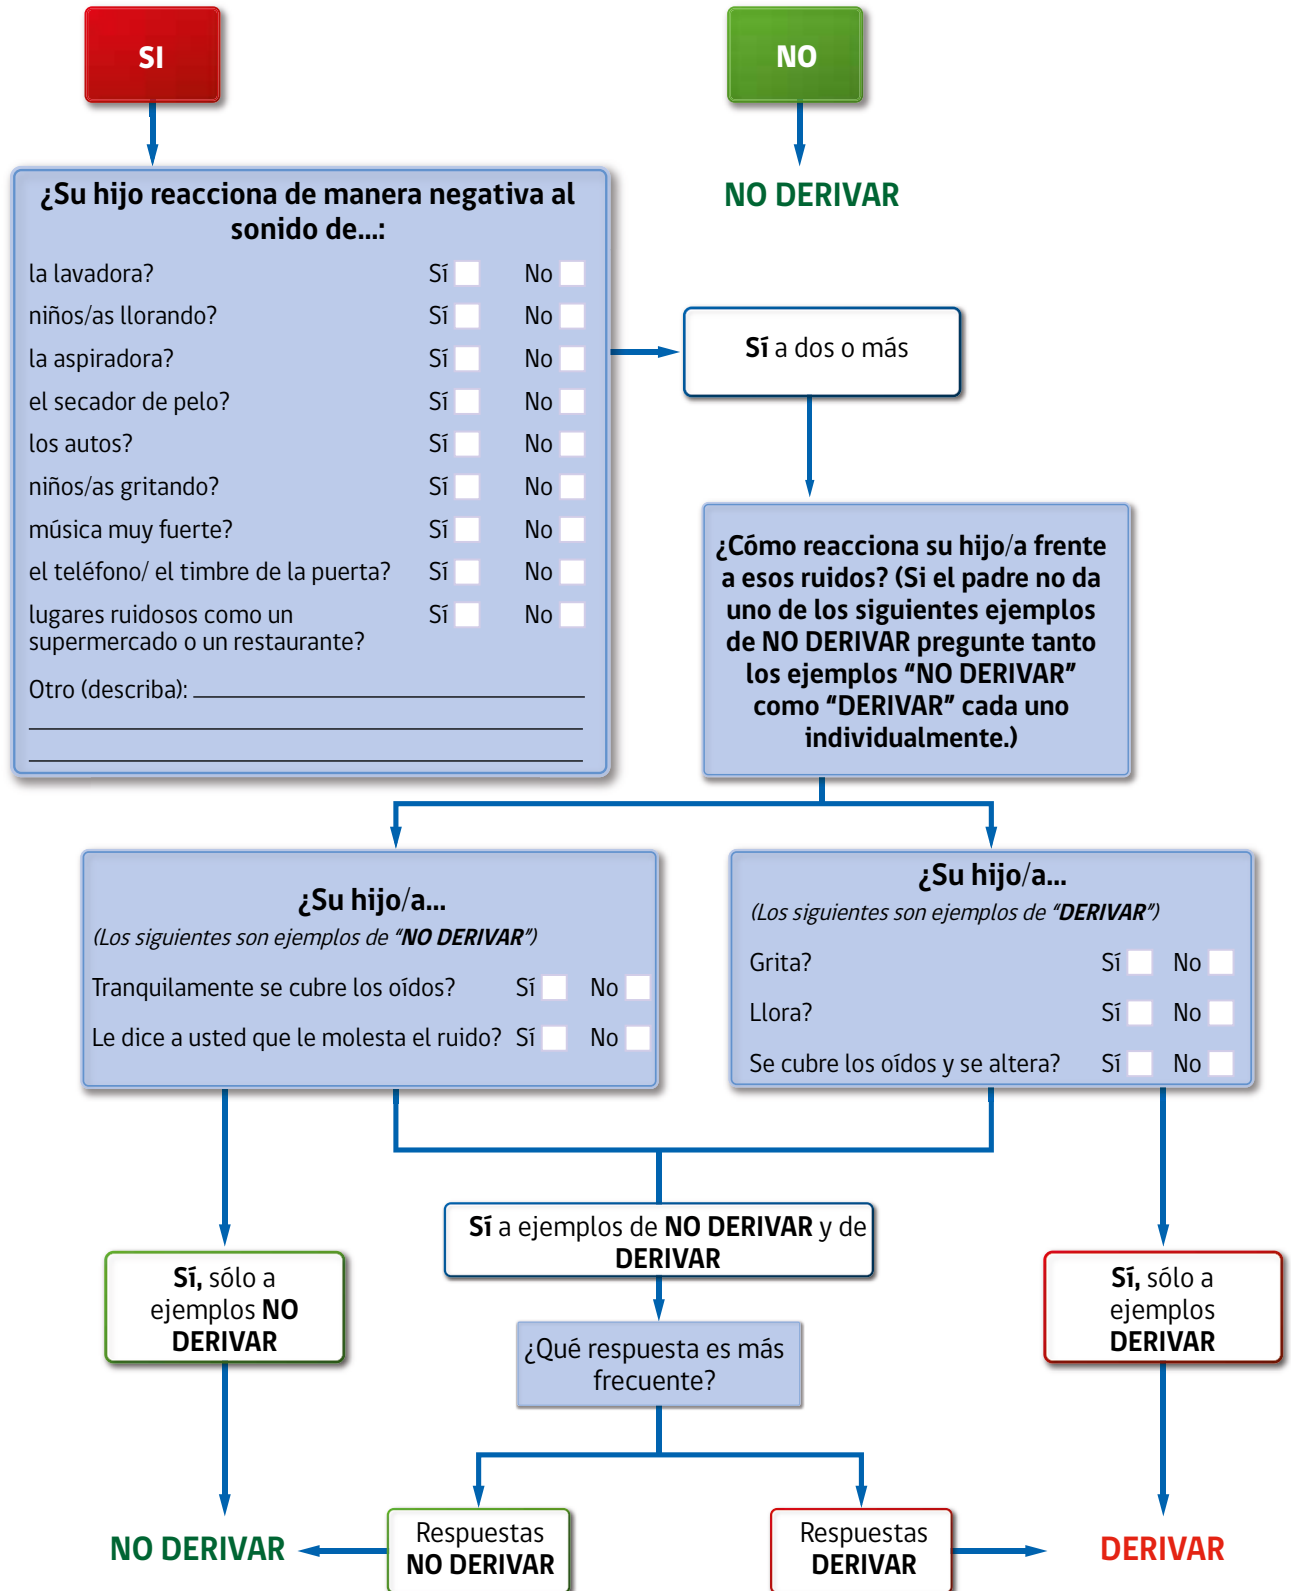 SI
NO
NO DERIVAR
¿Su hijo reacciona de manera negativa al
sonido de...:
la lavadora? Sí No
niños/as llorando? Sí No
la aspiradora? Sí No
el secador de pelo? Sí No
los autos? Sí No
niños/as gritando? Sí No
música muy fuerte? Sí No
el teléfono/ el timbre de la puerta? Sí No
lugares ruidosos como un Sí No
supermercado o un restaurante?
Otro (describa):
Sí a dos o más
¿Cómo reacciona su hijo/a frente
a esos ruidos? (Si el padre no da
uno de los siguientes ejemplos
de NO DERIVAR pregunte tanto
los ejemplos “NO DERIVAR”
como “DERIVAR” cada uno
individualmente.)
¿Su hijo/a...
(Los siguientes son ejemplos de “NO DERIVAR”)
Tranquilamente se cubre los oídos? Sí No
Le dice a usted que le molesta el ruido? Sí No
¿Su hijo/a...
(Los siguientes son ejemplos de “DERIVAR”)
Grita? Sí No
Llora? Sí No
Se cubre los oídos y se altera? Sí No
Sí a ejemplos de NO DERIVAR y de
DERIVAR
Sí, sólo a
ejemplos NO
DERIVAR
Sí, sólo a
ejemplos
DERIVAR
¿Qué respuesta es más
frecuente?
NO DERIVAR
Respuestas
NO DERIVAR
Respuestas
DERIVAR
DERIVAR